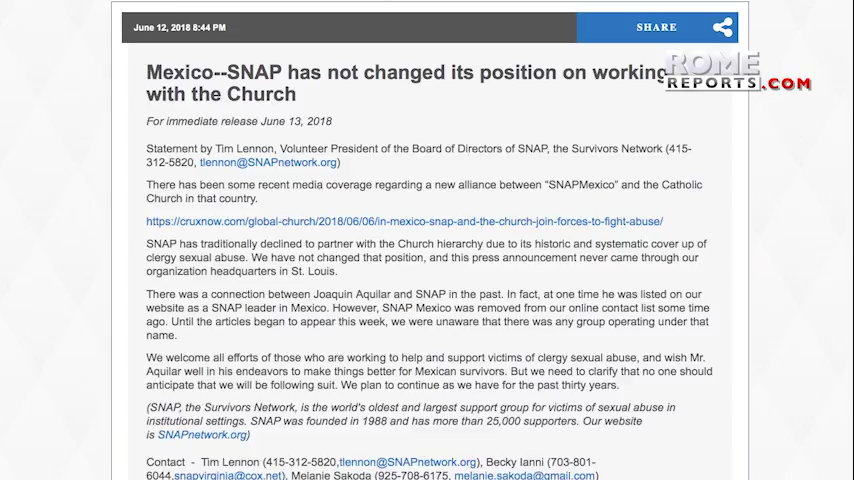 June 12, 2018 8:44 PM
SHARE
ROME
REPORTS.COM
Mexico--SNAP has not changed its position on working
with the Church
For immediate release June 13, 2018
Statement by Tim Lennon, Volunteer President of the Board of Directors of SNAP, the Survivors Network (415-
312-5820, tlennon@SNAPnetwork.org)
There has been some recent media coverage regarding a new alliance between “SNAPMexico” and the Catholic
Church in that country.
https://cruxnow.com/global-church/2018/06/06/in-mexico-snap-and-the-church-join-forces-to-fight-abuse/
SNAP has traditionally declined to partner with the Church hierarchy due to its historic and systematic cover up of
clergy sexual abuse. We have not changed that position, and this press announcement never came through our
organization headquarters in St. Louis.
There was a connection between Joaquin Aquilar and SNAP in the past. In fact, at one time he was listed on our
website as a SNAP leader in Mexico. However, SNAP Mexico was removed from our online contact list some time
ago. Until the articles began to appear this week, we were unaware that there was any group operating under that
name.
We welcome all efforts of those who are working to help and support victims of clergy sexual abuse, and wish Mr.
Aquilar well in his endeavors to make things better for Mexican survivors. But we need to clarify that no one should
anticipate that we will be following suit. We plan to continue as we have for the past thirty years.
(SNAP, the Survivors Network, is the world's oldest and largest support group for victims of sexual abuse in
institutional settings. SNAP was founded in 1988 and has more than 25,000 supporters. Our website
is SNAPnetwork.org)
Contact - Tim Lennon (415-312-5820,tlennon@SNAPnetwork.org), Becky Ianni (703-801-
6044,snapvirginia@cox.net), Melanie Sakoda (925-708-6175, melanie.sakoda@gmail.com)